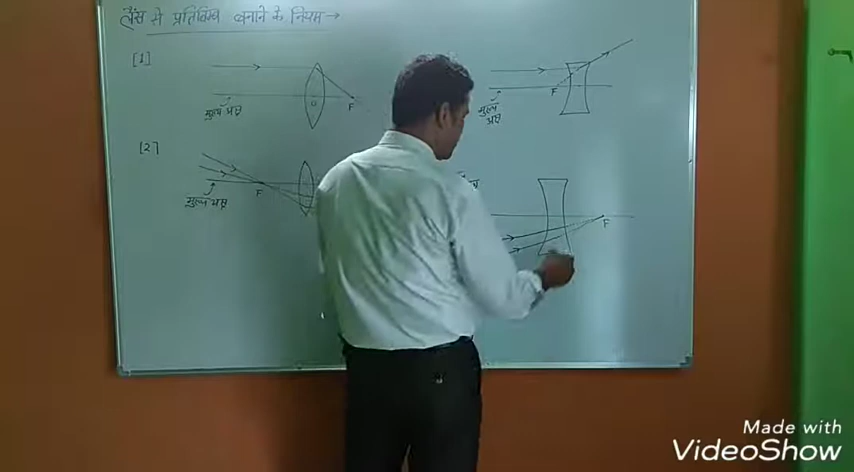 लैंस से प्रतिबिम्ब बनाने के नियम →
[1]
मुख्य अक्ष
O
F
F
मुख्य
अक्ष
[2]
मुख्य अक्ष
F
F
Made with
VideoShow